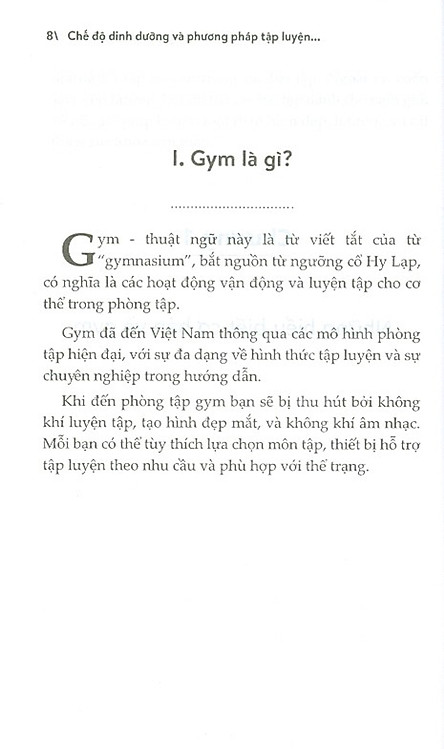 8\ Chế độ dinh dưỡng và phương pháp tập luyện...
I. Gym là gì?
Gym - thuật ngữ này là từ viết tắt của từ
"gymnasium", bắt nguồn từ ngưỡng cổ Hy Lạp,
có nghĩa là các hoạt động vận động và luyện tập cho cơ
thể trong phòng tập.
Gym đã đến Việt Nam thông qua các mô hình phòng
tập hiện đại, với sự đa dạng về hình thức tập luyện và sự
chuyên nghiệp trong hướng dẫn.
Khi đến phòng tập gym bạn sẽ bị thu hút bởi không
khí luyện tập, tạo hình đẹp mắt, và không khí âm nhạc.
Mỗi bạn có thể tùy thích lựa chọn môn tập, thiết bị hỗ trợ
tập luyện theo nhu cầu và phù hợp với thể trạng.